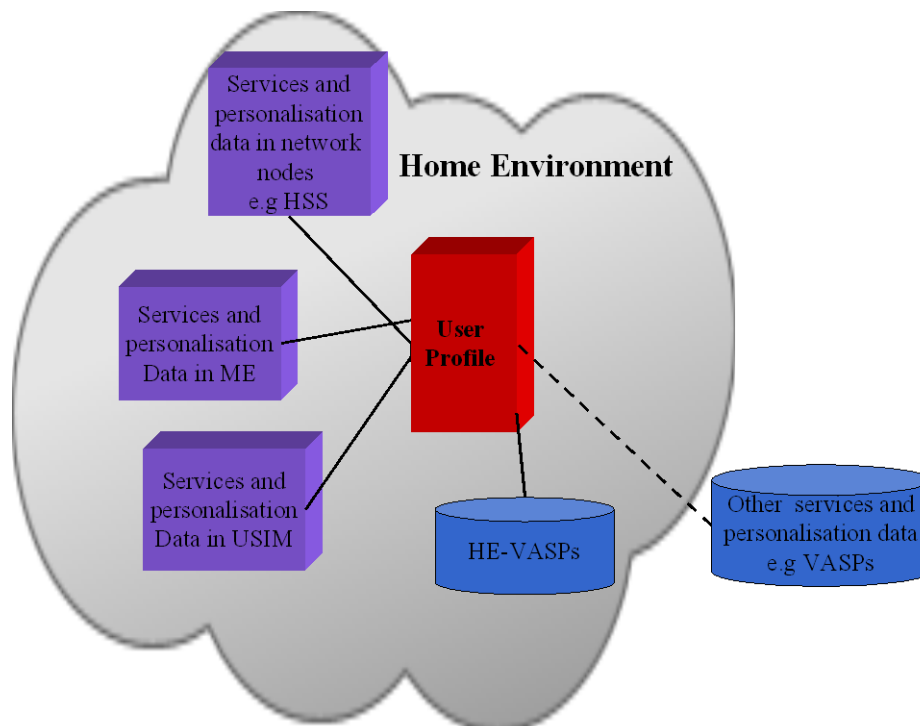 Services and
personalisation
data in network
nodes
e.g HSS
Home Environment
Services and
personalisation
Data in ME
User
Profile
Services and
personalisation
Data in USIM
HE-VASPs
Other services and
personalisation data
e.g VASPs